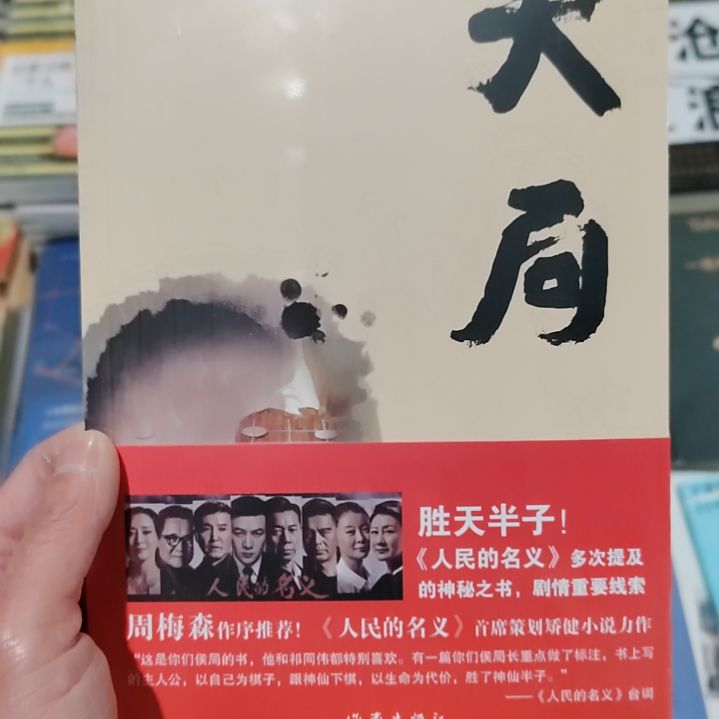 天
局
沧
浪
胜天半子！
《人民的名义》多次提及
的神秘之书，剧情重要线索
人民的名义
周梅森作序推荐！《人民的名义》首席策划矫健小说力作
“这是你们侯局的书，他和祁同伟都特别喜欢。有一篇你们侯局长重点做了标注，书上写
的主人公，以自己为棋子，跟神仙下棋，以生命为代价，胜了神仙半子。”
——《人民的名义》台词